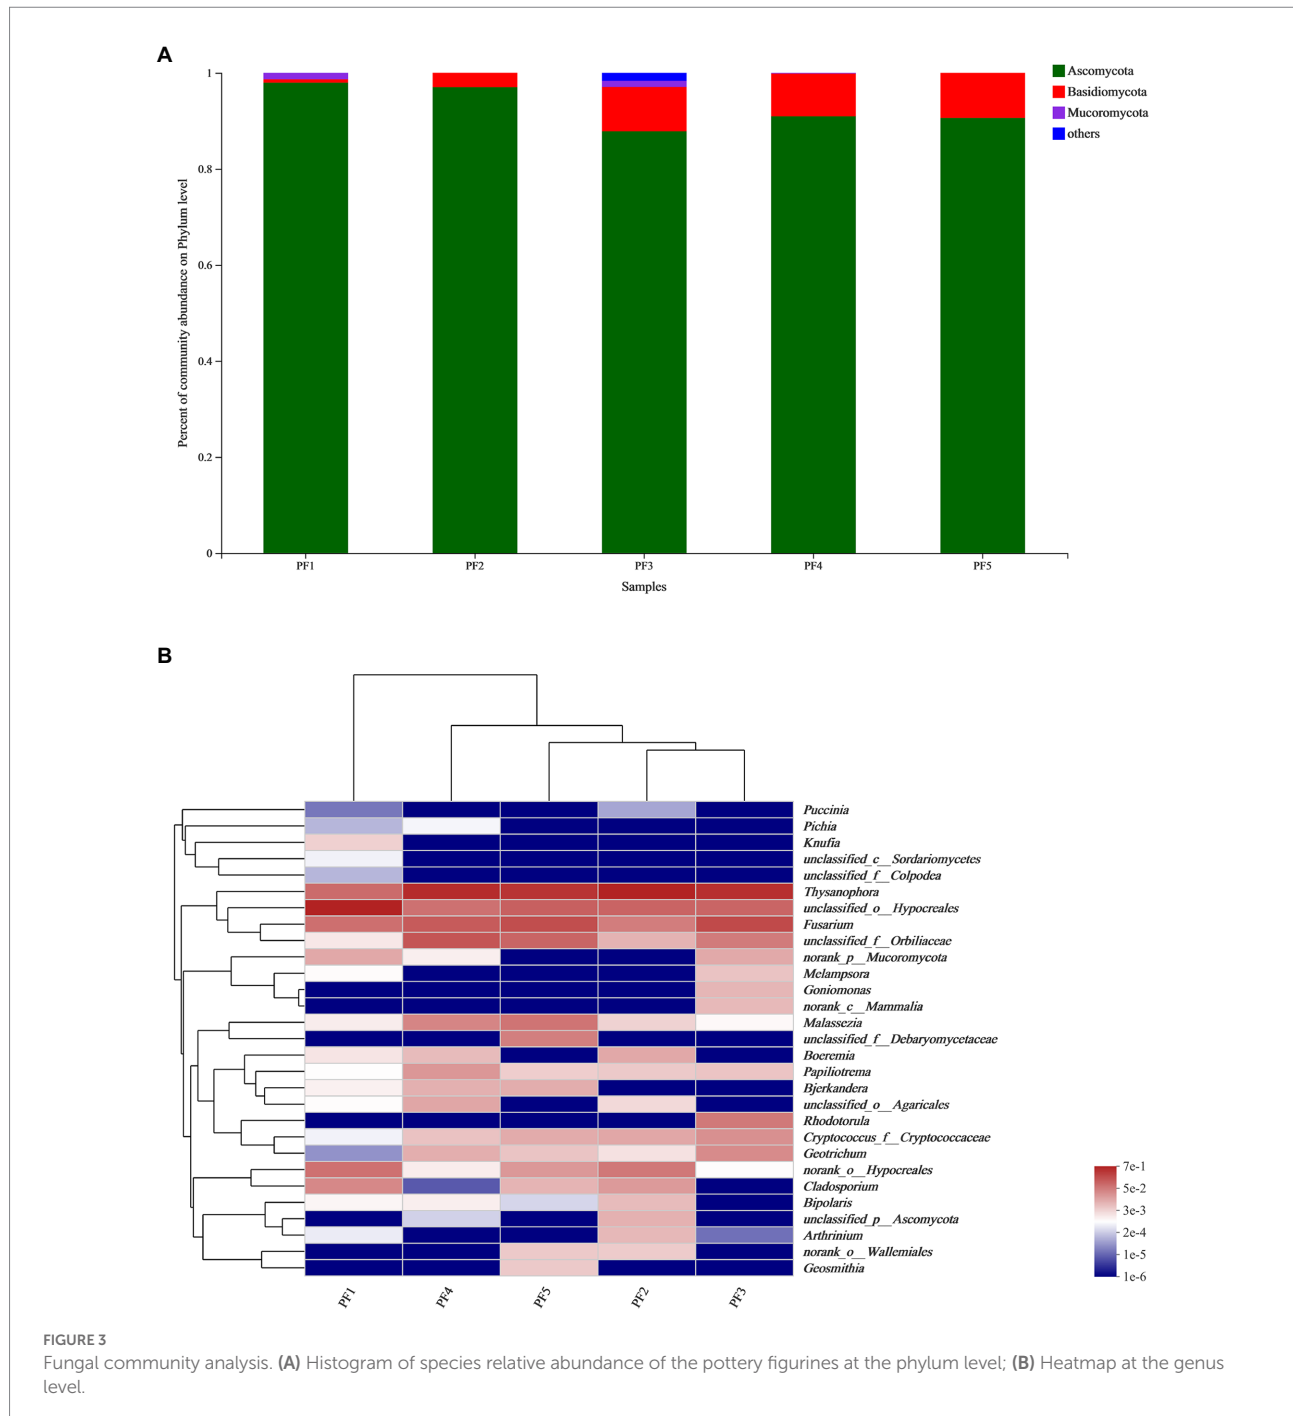 A
1
0.8
0.6
0.4
0.2
0
Percent of community abundance on Phylum level
PF1
PF2
PF3
PF4
PF5
Samples
Ascomycota
Basidiomycota
Mucoromycota
others
B
Puccinia
Pichia
Knufia
unclassified_c__Sordariomycetes
unclassified_f__Colpodea
Thysanophora
unclassified_o__Hypocreales
Fusarium
unclassified_f__Orbiliaceae
norank_p__Mucoromycota
Melampsora
Goniomonas
norank_c__Mammalia
Malassezia
unclassified_f__Debaryomycetaceae
Boeremia
Papiliotrema
Bjerkandera
unclassified_o__Agaricales
Rhodotorula
Cryptococcus_f__Cryptococcaceae
Geotrichum
norank_o__Hypocreales
Cladosporium
Bipolaris
unclassified_p__Ascomycota
Arthrinium
norank_o__Wallemiales
Geosmithia
PF1
PF4
PF5
PF2
PF3
7e-1
5e-2
3e-3
2e-4
1e-5
1e-6
FIGURE 3
Fungal community analysis. (A) Histogram of species relative abundance of the pottery figurines at the phylum level; (B) Heatmap at the genus
level.